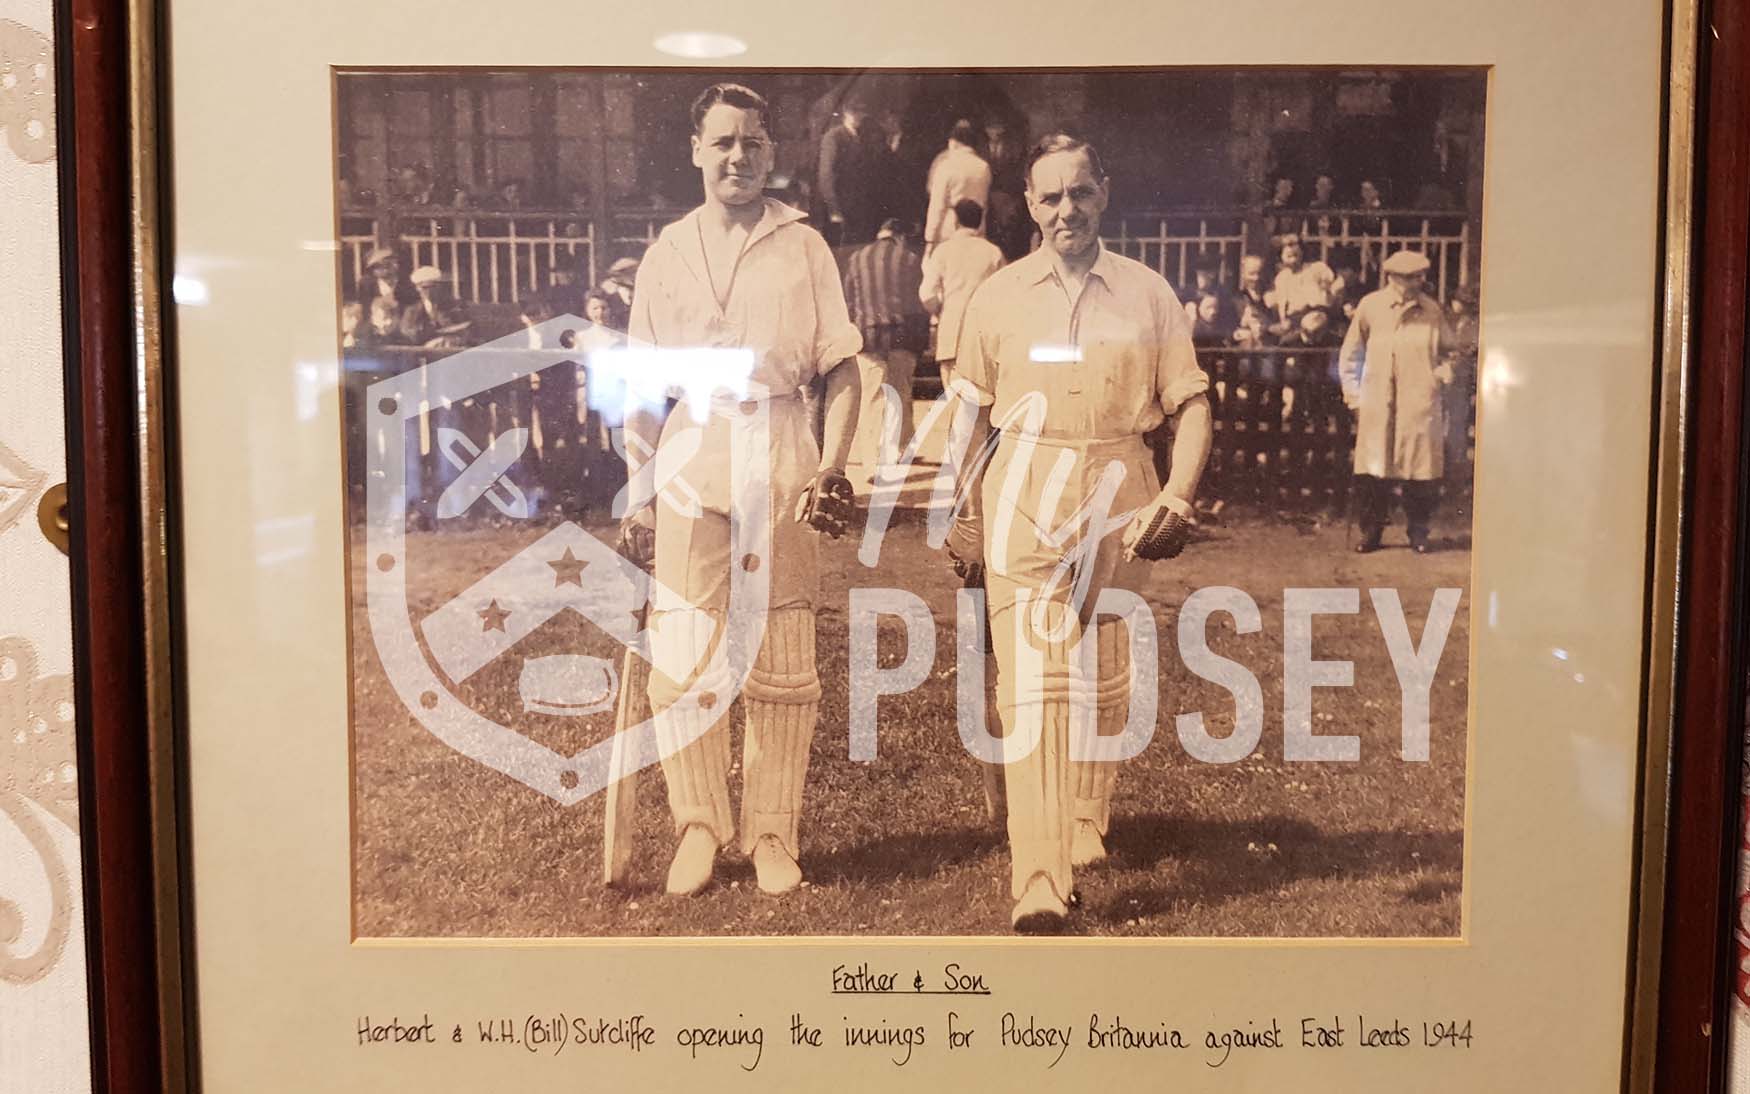 My
PUDSEY
Father & Son
Herbert & W.H. (Bill) Sutcliffe opening the innings for Pudsey Britannia against East Leeds 1944